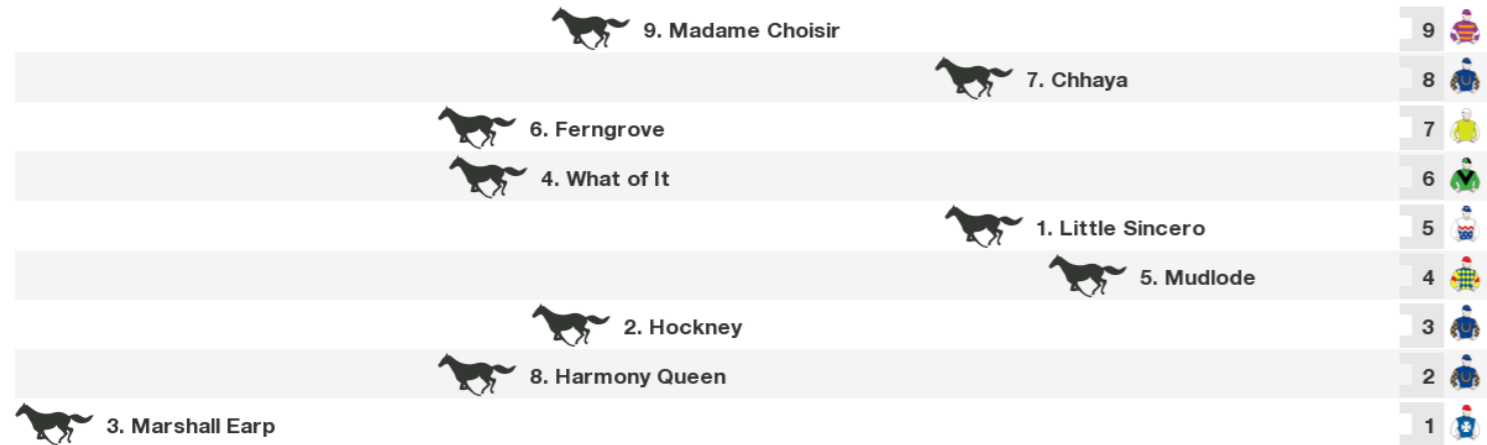 9. Madame Choisir 9
7. Chhaya 8
6. Ferngrove 7
4. What of It 6
1. Little Sincero 5
5. Mudlode 4
2. Hockney 3
8. Harmony Queen 2
3. Marshall Earp 1